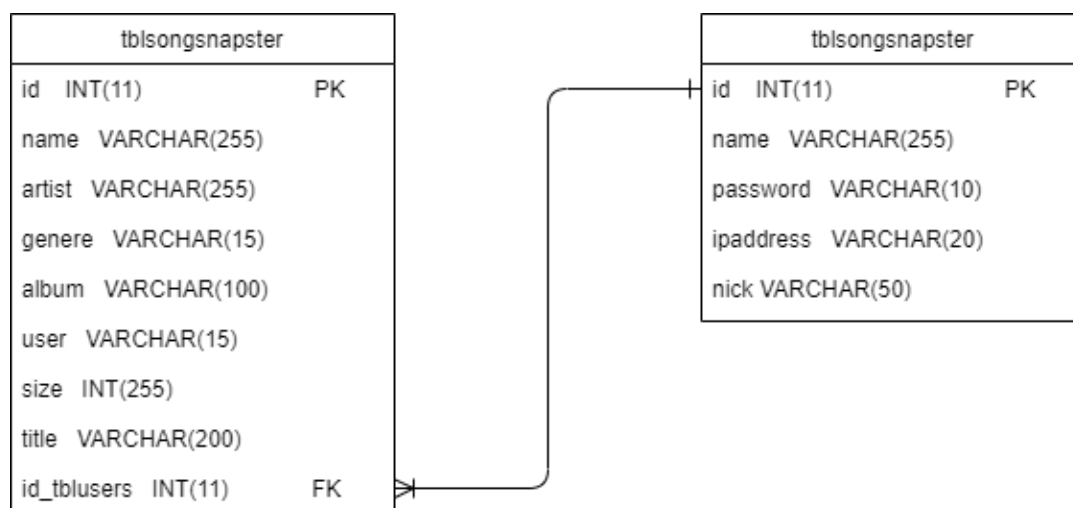 tblsongsnapster
id INT(11) PK
name VARCHAR(255)
artist VARCHAR(255)
genere VARCHAR(15)
album VARCHAR(100)
user VARCHAR(15)
size INT(255)
title VARCHAR(200)
id_tblusers INT(11) FK
tblsongsnapster
id INT(11) PK
name VARCHAR(255)
password VARCHAR(10)
ipaddress VARCHAR(20)
nick VARCHAR(50)